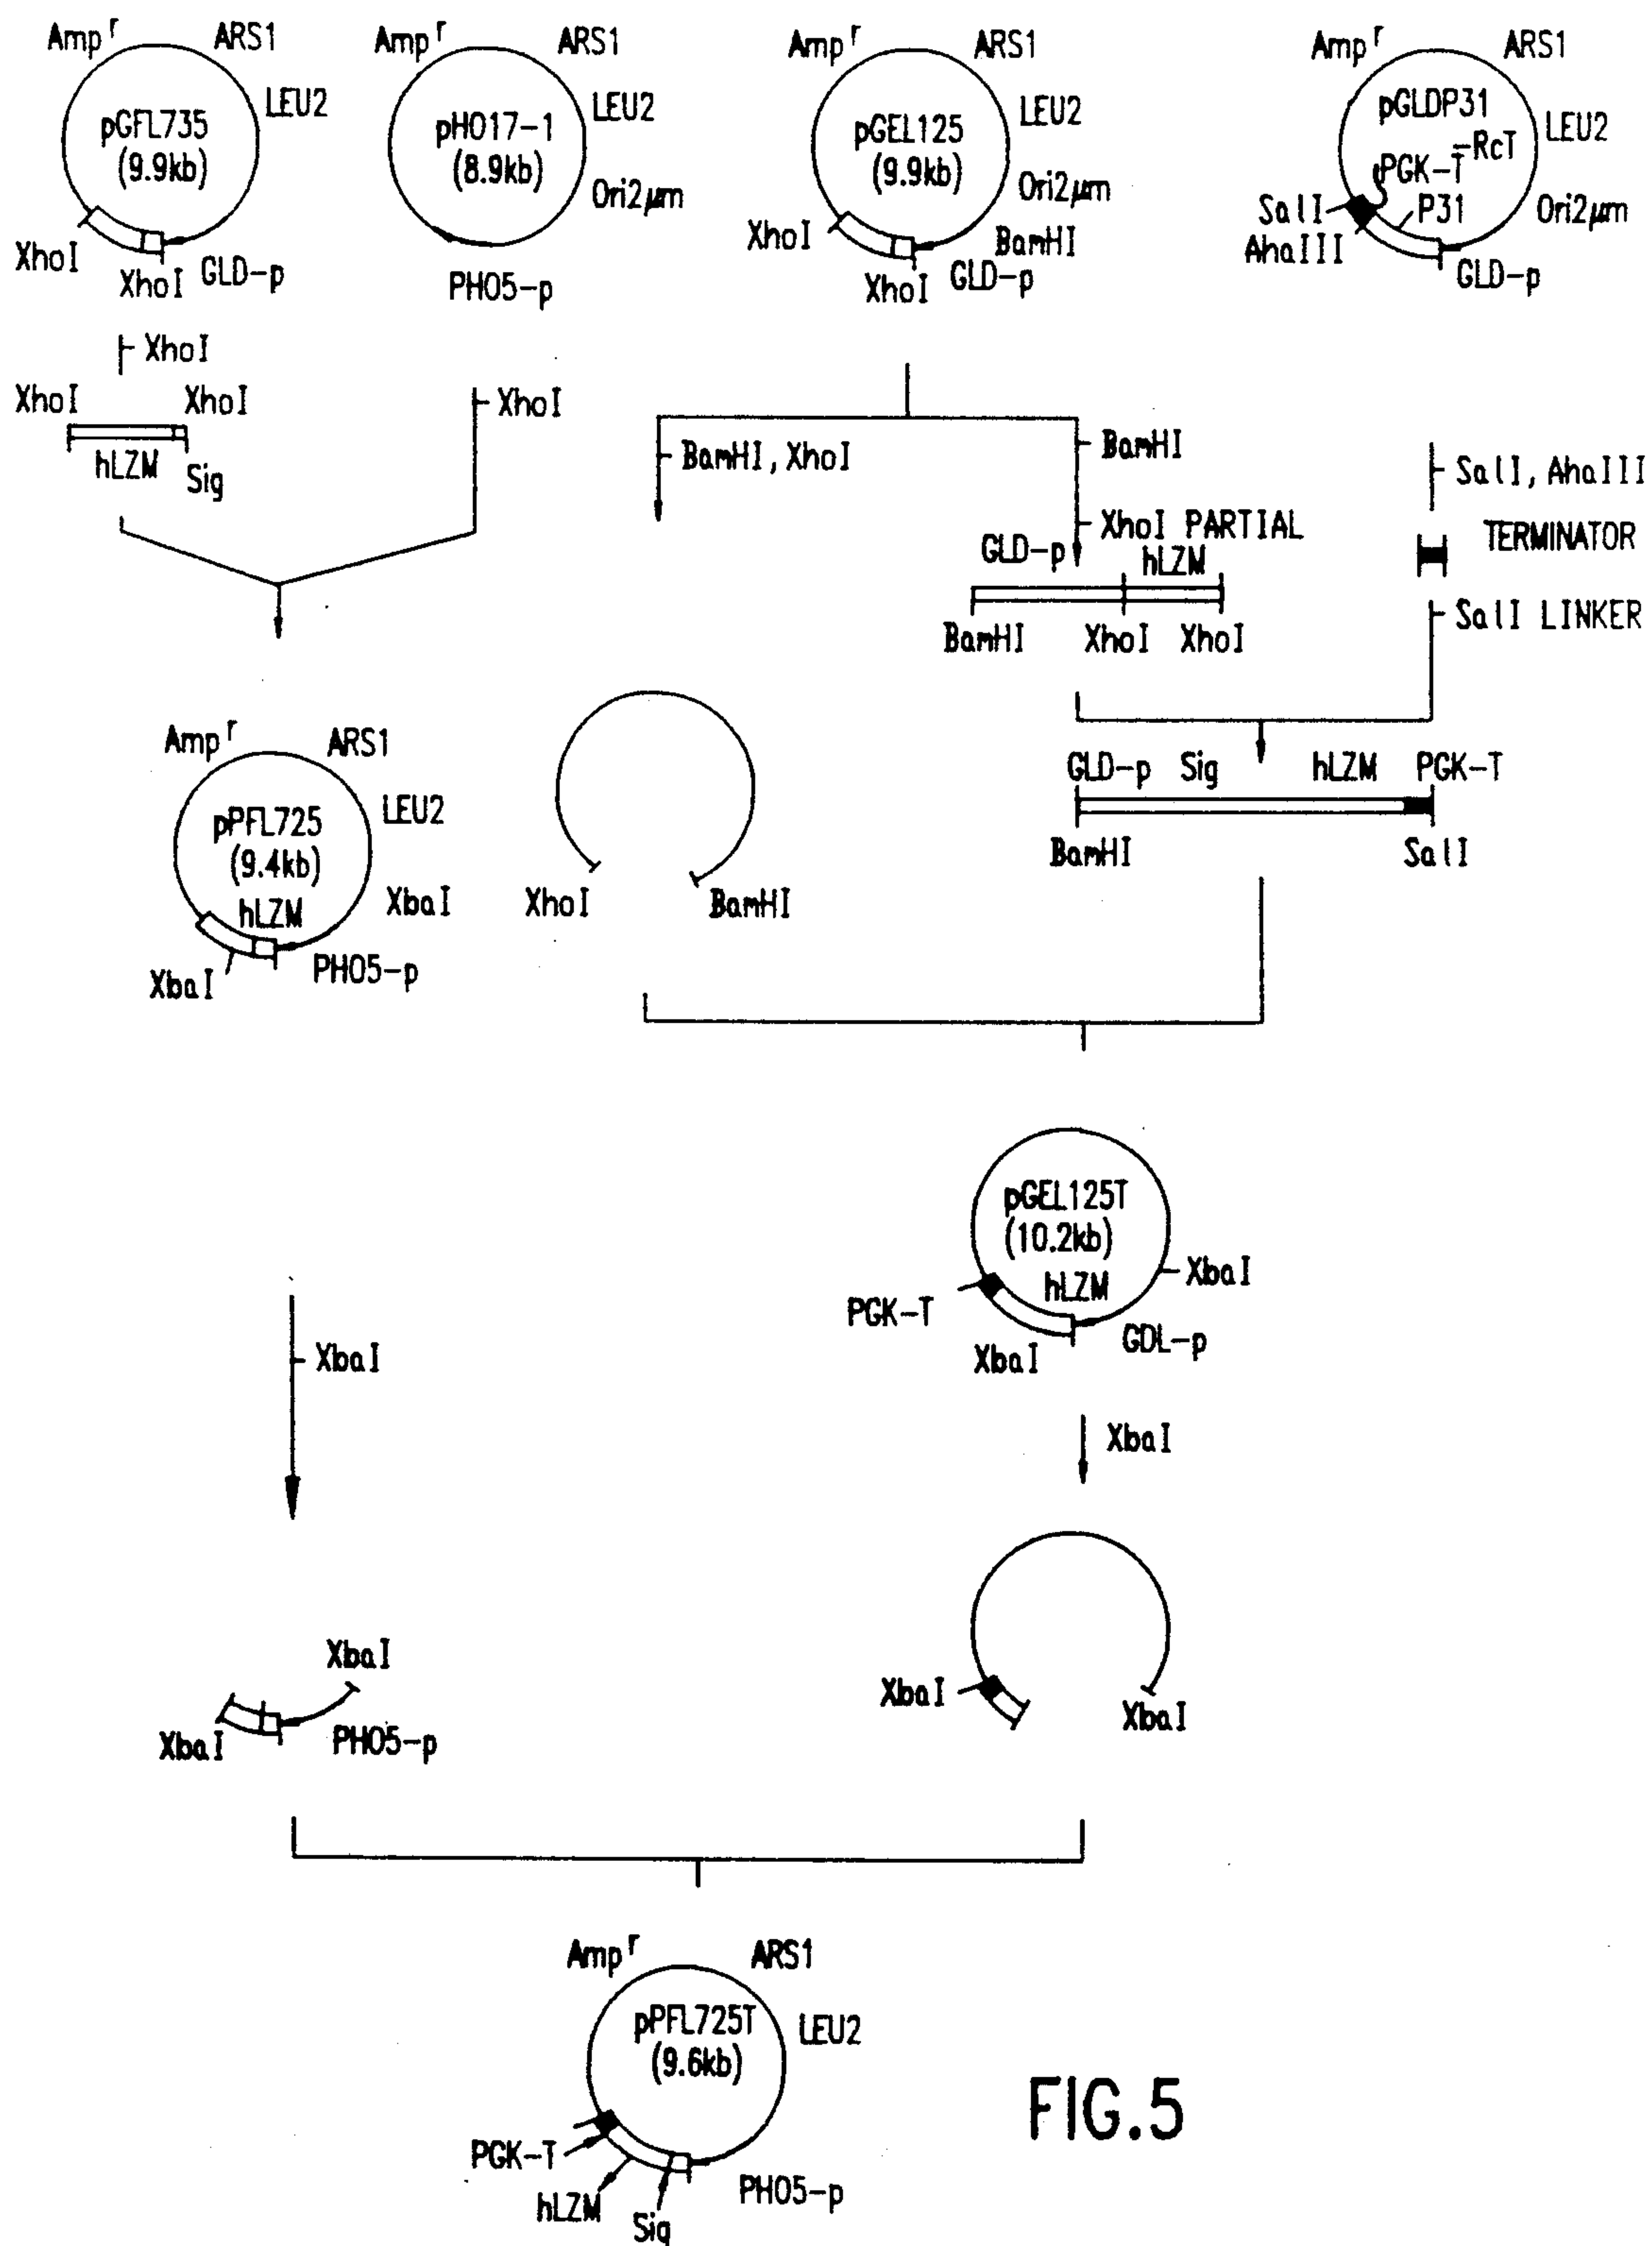 Amp r
ARS1
LEU2
pGFL735
(9.9kb)
XhoI
XhoI
GLD-p
Amp r
ARS1
LEU2
pHO17-1
(8.9kb)
Ori2μm
PHO5-p
Amp r
ARS1
LEU2
pGEL125
(9.9kb)
Ori2μm
XhoI
BamHI
XhoI
GLD-p
Amp r
ARS1
pGLDP31
-RcT
LEU2
PGK-T
SalI
P31
Ori2μm
AhaIII
GLD-p
XhoI
XhoI
XhoI
hLZM
Sig
XhoI
BamHI, XhoI
BamHI
XhoI PARTIAL
GLD-p
hLZM
BamHI
XhoI
XhoI
SalI, AhaIII
TERMINATOR
SalI LINKER
GLD-p
Sig
hLZM
PGK-T
BamHI
SalI
Amp r
ARS1
pPFL725
(9.4kb)
LEU2
hLZM
XbaI
XbaI
PHO5-p
XhoI
BamHI
pGEL125T
(10.2kb)
hLZM
XbaI
PGK-T
XbaI
GDL-p
XbaI
XbaI
XbaI
XbaI
PHO5-p
XbaI
XbaI
Amp r
ARS1
pPFL725T
(9.6kb)
LEU2
PGK-T
hLZM
Sig
PHO5-p
FIG.5